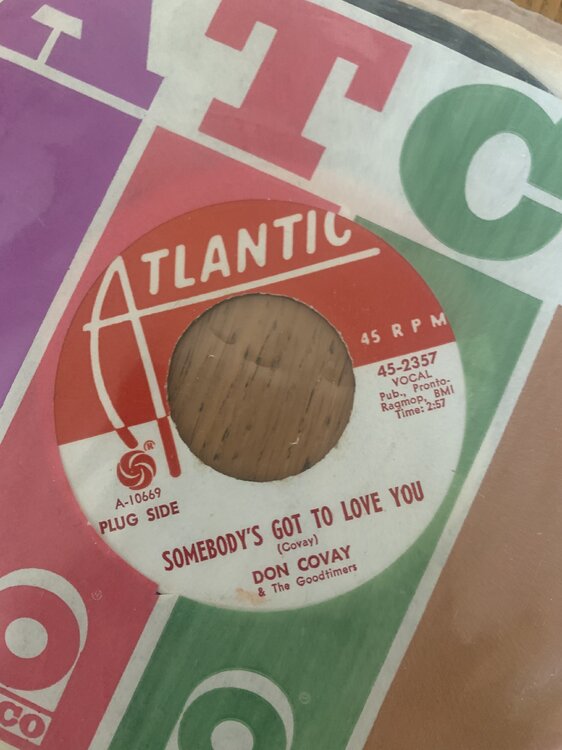 ATC
ATLANTIC
45 RPM
45-2357
VOCAL
Pub., Pronto-
Ragmop, BMI
Time: 2:57
®
A-10669
PLUG SIDE
SOMEBODY'S GOT TO LOVE YOU
(Covay)
DON COVAY
& The Goodtimers
CO